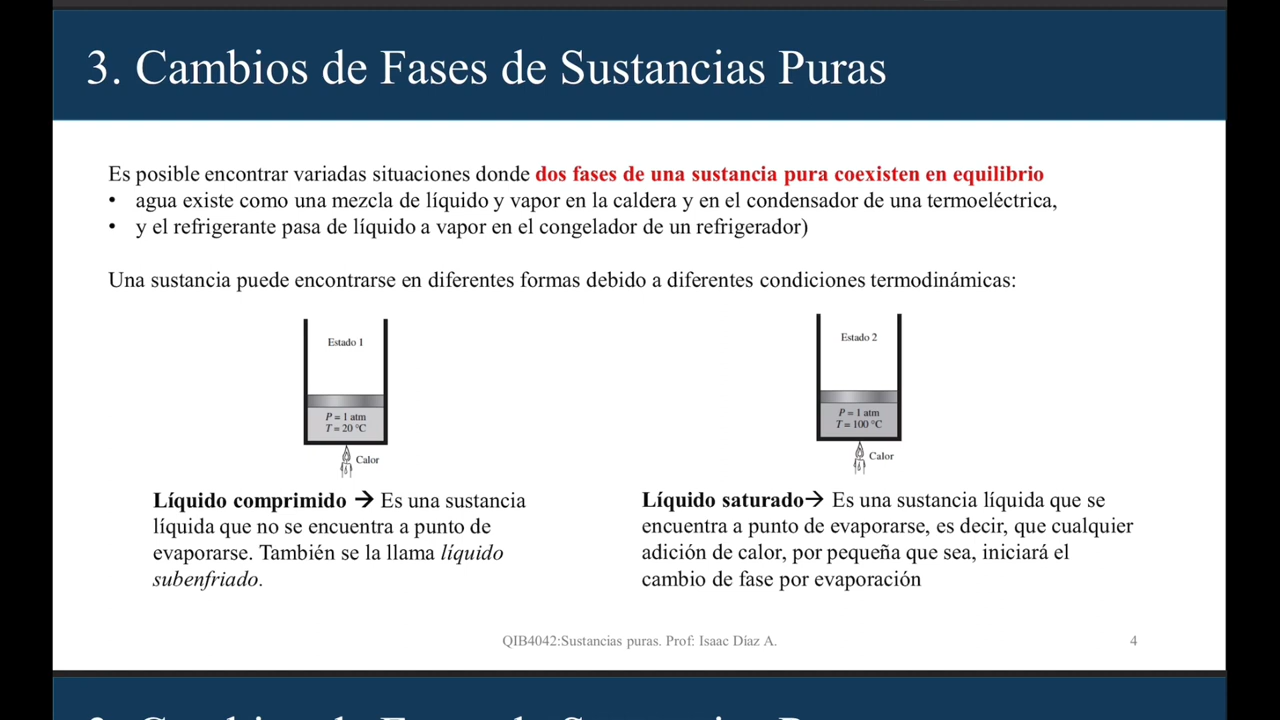 3. Cambios de Fases de Sustancias Puras
Es posible encontrar variadas situaciones donde dos fases de una sustancia pura coexisten en equilibrio
• agua existe como una mezcla de líquido y vapor en la caldera y en el condensador de una termoeléctrica,
• y el refrigerante pasa de líquido a vapor en el congelador de un refrigerador)
Una sustancia puede encontrarse en diferentes formas debido a diferentes condiciones termodinámicas:
Estado 1
P = 1 atm
T = 20 °C
Calor
Líquido comprimido → Es una sustancia
líquida que no se encuentra a punto de
evaporarse. También se la llama líquido
subenfriado.
Estado 2
P = 1 atm
T = 100 °C
Calor
Líquido saturado→ Es una sustancia líquida que se
encuentra a punto de evaporarse, es decir, que cualquier
adición de calor, por pequeña que sea, iniciará el
cambio de fase por evaporación
QIB4042:Sustancias puras. Prof: Isaac Díaz A.
4